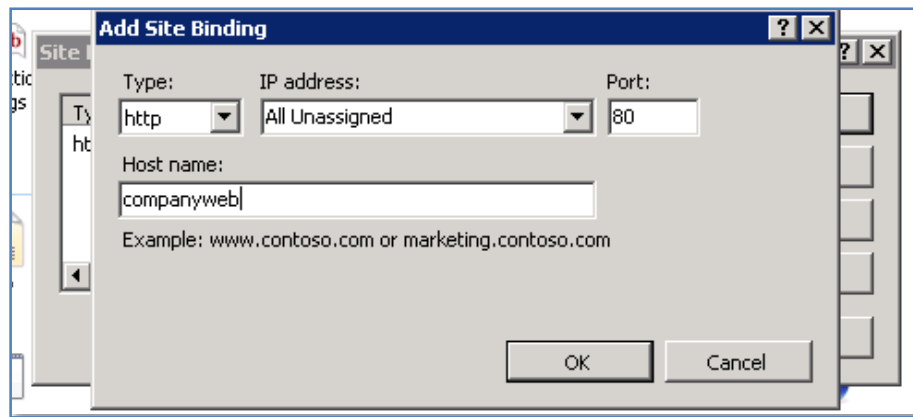 Add Site Binding
Site
Type: IP address: Port:
http All Unassigned 80
Host name:
companyweb
Example: www.contoso.com or marketing.contoso.com
OK Cancel